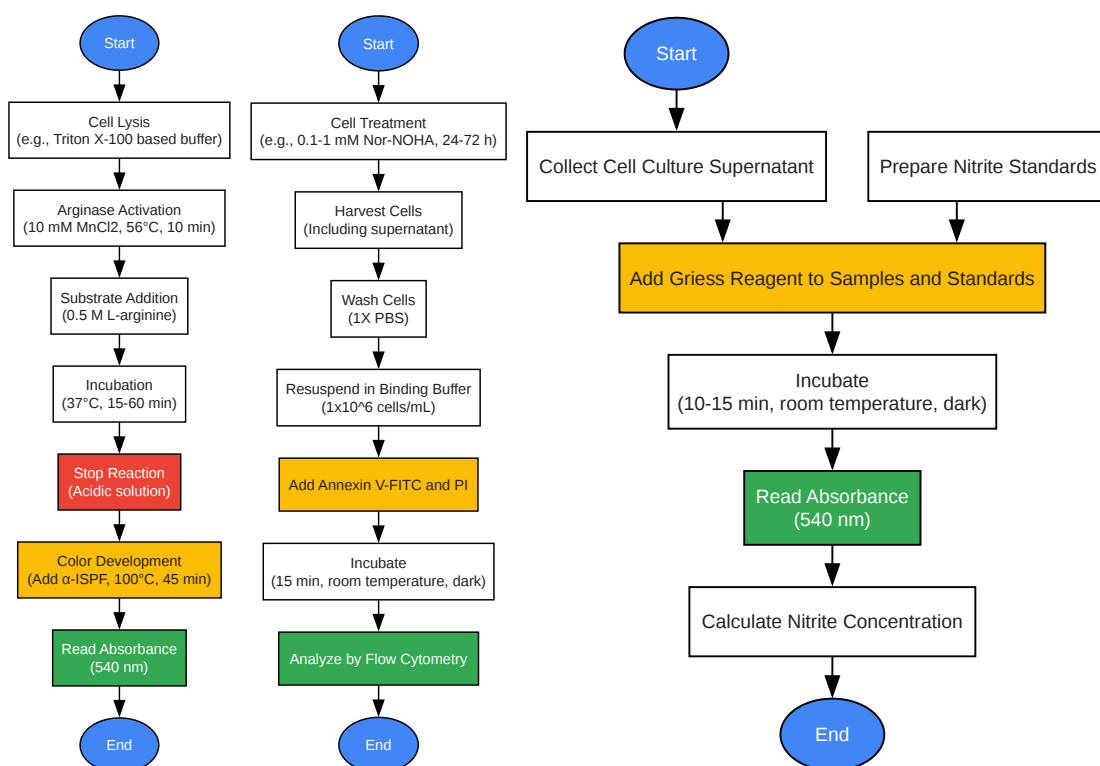 Start
Cell Lysis
(e.g., Triton X-100 based buffer)
Arginase Activation
(10 mM MnCl2, 56°C, 10 min)
Substrate Addition
(0.5 M L-arginine)
Incubation
(37°C, 15-60 min)
Stop Reaction
(Acidic solution)
Color Development
(Add α-ISPF, 100°C, 45 min)
Read Absorbance
(540 nm)
End
Start
Cell Treatment
(e.g., 0.1-1 mM Nor-NOHA, 24-72 h)
Harvest Cells
(Including supernatant)
Wash Cells
(1X PBS)
Resuspend in Binding Buffer
(1x10^6 cells/mL)
Add Annexin V-FITC and PI
Incubate
(15 min, room temperature, dark)
Analyze by Flow Cytometry
End
Start
Collect Cell Culture Supernatant
Prepare Nitrite Standards
Add Griess Reagent to Samples and Standards
Incubate
(10-15 min, room temperature, dark)
Read Absorbance
(540 nm)
Calculate Nitrite Concentration
End